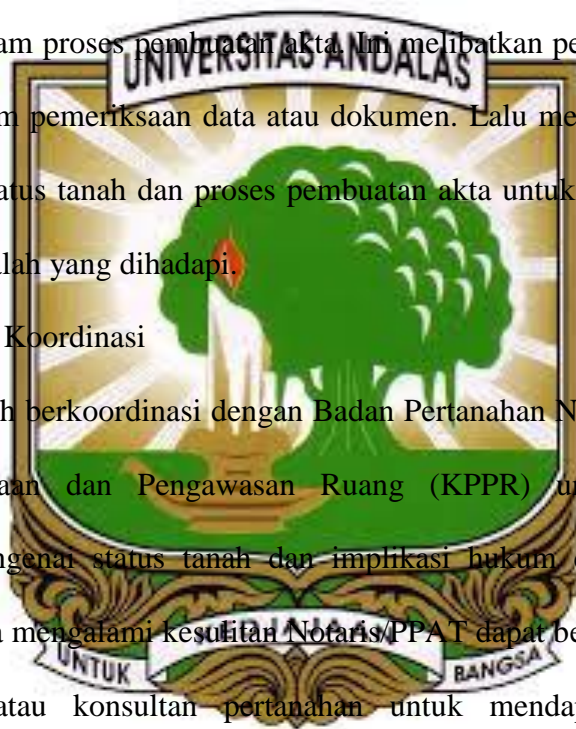 am proses pembuatan akta. Ini melibatkan pe
UNIVERSITAS ANDALAS
m pemeriksaan data atau dokumen. Lalu me
atus tanah dan proses pembuatan akta untuk
alah yang dihadapi.
Koordinasi
h berkoordinasi dengan Badan Pertanahan N
aan dan Pengawasan Ruang (KPPR) u
ngenai status tanah dan implikasi hukum
a mengalami kesulitan Notaris/PPAT dapat be
UNTUK KEDJAJAAN BANGSA
atau konsultan pertanahan untuk menda